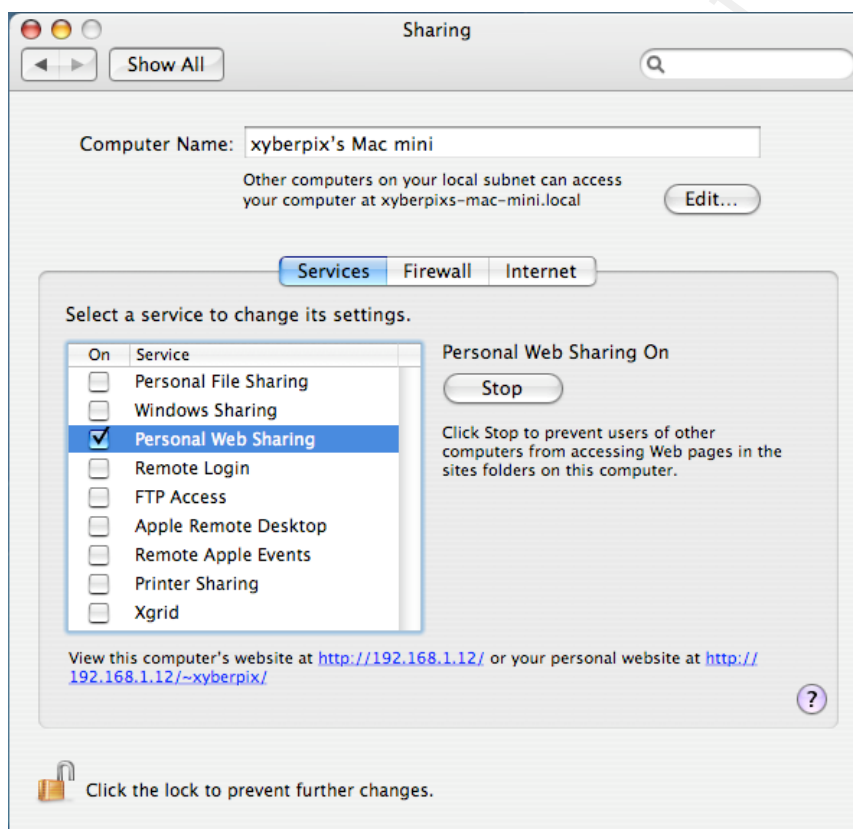 Sharing
Show All
Computer Name: xyberpix's Mac mini
Other computers on your local subnet can access
your computer at xyberpixs-mac-mini.local
Edit...
Services Firewall Internet
Select a service to change its settings.
On Service
Personal Web Sharing On
Personal File Sharing
Stop
Windows Sharing
Personal Web Sharing
Click Stop to prevent users of other
computers from accessing Web pages in the
sites folders on this computer.
Remote Login
FTP Access
Apple Remote Desktop
Remote Apple Events
Printer Sharing
Xgrid
View this computer's website at http://192.168.1.12/ or your personal website at http://
192.168.1.12/~xyberpix/
?
Click the lock to prevent further changes.